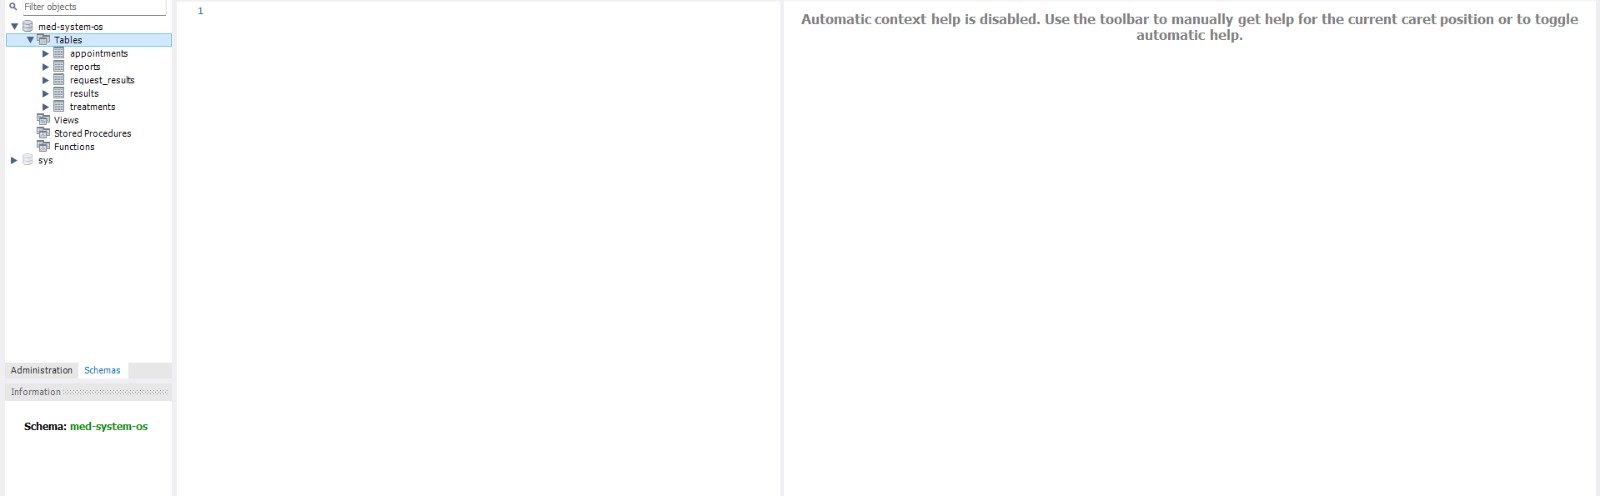 Filter objects
med-system-os
Tables
appointments
reports
request_results
results
treatments
Views
Stored Procedures
Functions
sys
Administration Schemas
Information
Schema: med-system-os
1
Automatic context help is disabled. Use the toolbar to manually get help for the current caret position or to toggle
automatic help.